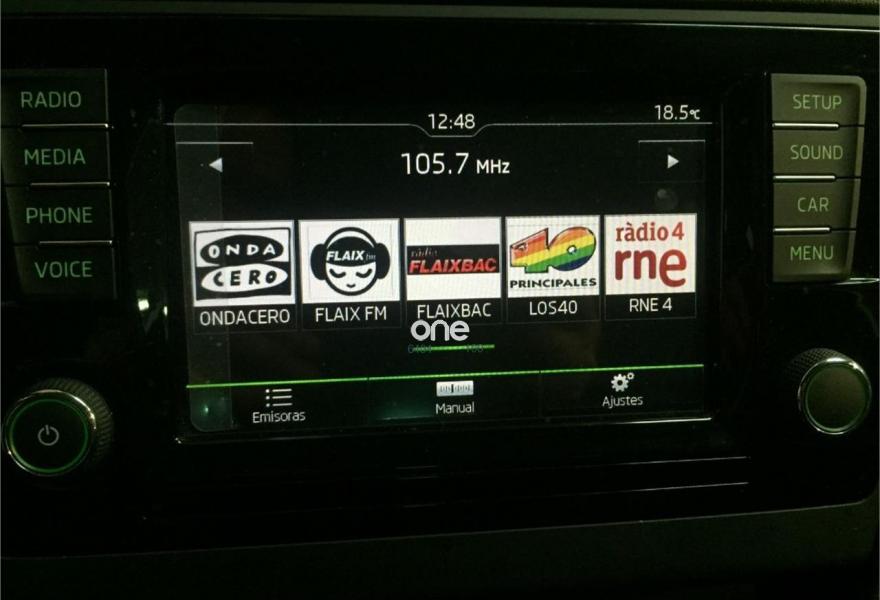 RADIO
MEDIA
PHONE
VOICE
12:48
18.5°C
105.7 MHz
ONDA
CERO
FLAIX fm
ràdio
FLAIXBAC
40
PRINCIPALES
ràdio 4
rne
ONDACERO
FLAIX FM
FLAIXBAC
LOS40
RNE 4
one
Emisoras
Manual
Ajustes
SETUP
SOUND
CAR
MENU